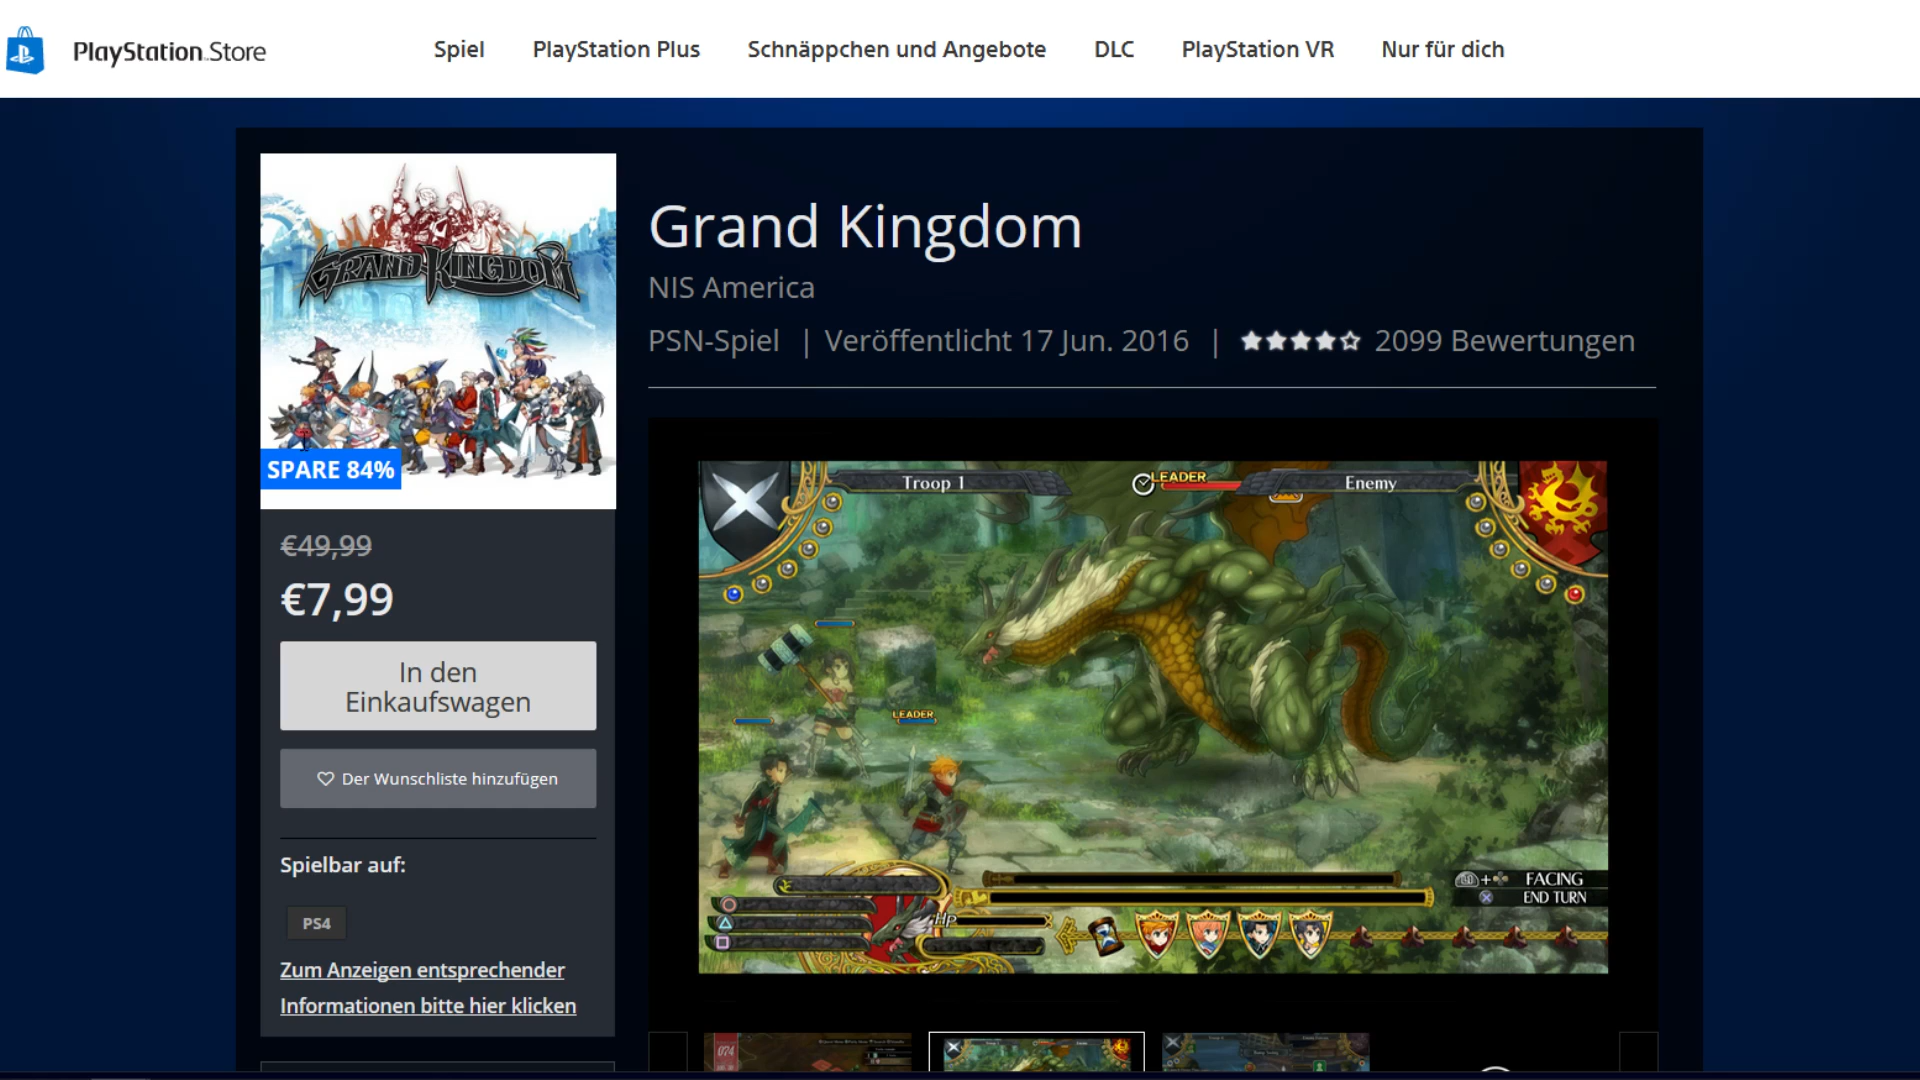 PlayStation.Store
Spiel
PlayStation Plus
Schnäppchen und Angebote
DLC
PlayStation VR
Nur für dich
GRAND KINGDOM
SPARE 84%
€49,99
€7,99
In den
Einkaufswagen
Der Wunschliste hinzufügen
Spielbar auf:
PS4
Zum Anzeigen entsprechender
Informationen bitte hier klicken
Grand Kingdom
NIS America
PSN-Spiel | Veröffentlicht 17 Jun. 2016 | 2099 Bewertungen
Troop 1
LEADER
Enemy
LEADER
FACING
END TURN
Hp
074